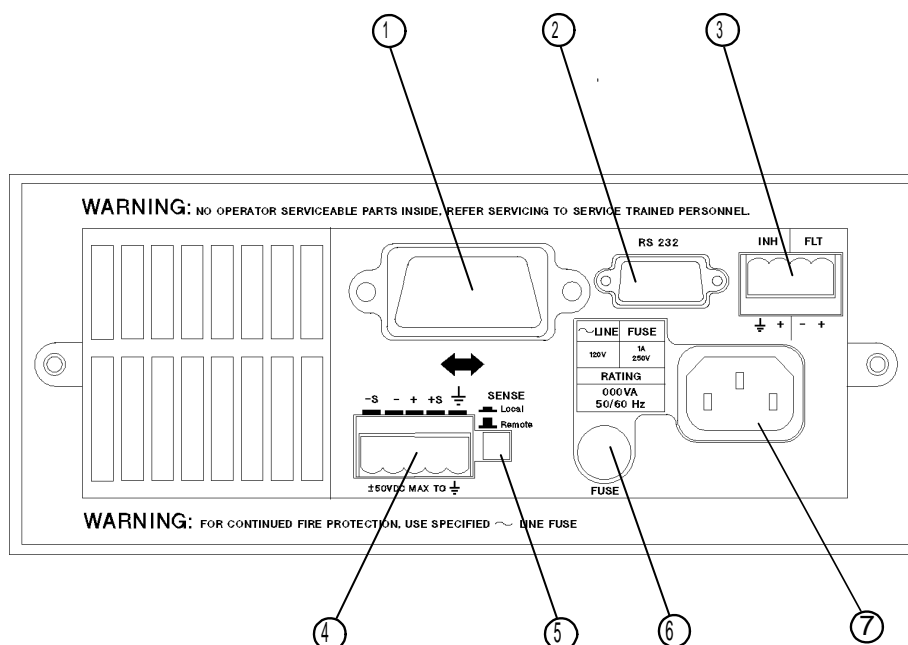 1 2 3
WARNING: NO OPERATOR SERVICEABLE PARTS INSIDE, REFER SERVICING TO SERVICE TRAINED PERSONNEL.
RS 232
INH FLT
⏚ + - +
~LINE FUSE
120V 1A
250V
RATING
000VA
50/60 Hz
-S - + +S ⏚
SENSE
Local
Remote
±50VDC MAX TO ⏚
FUSE
WARNING: FOR CONTINUED FIRE PROTECTION, USE SPECIFIED ~ LINE FUSE
4 5 6 7